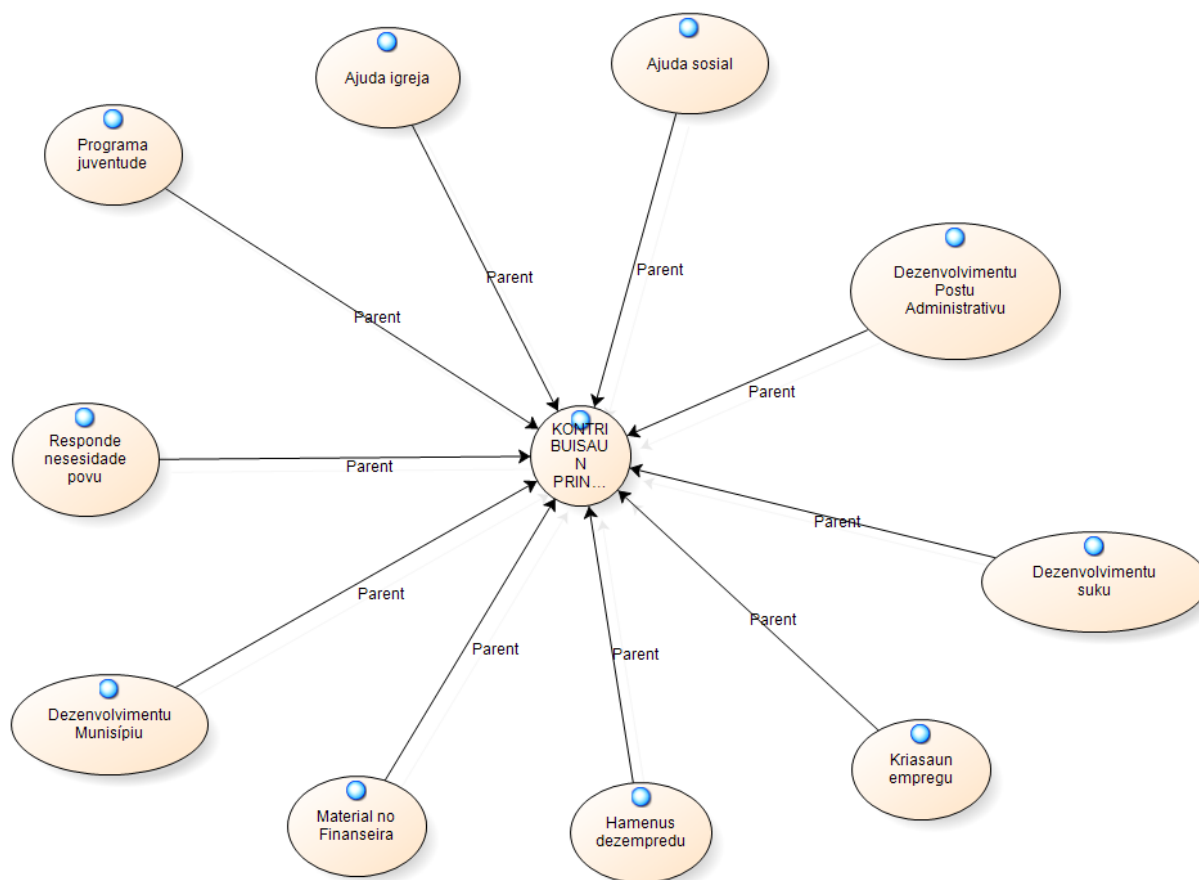 Ajuda igreja
Ajuda sosial
Programa
juventude
Dezenvolvimentu
Postu
Administrativu
Parent
Parent
Parent
Parent
Responde
nesesidade
povu
Parent
KONTRI
BUISAU
N
PRIN...
Parent
Dezenvolvimentu
suku
Parent
Parent
Parent
Parent
Dezenvolvimentu
Munisípiu
Material no
Finanseira
Hamenus
dezempredu
Kriasaun
empregu